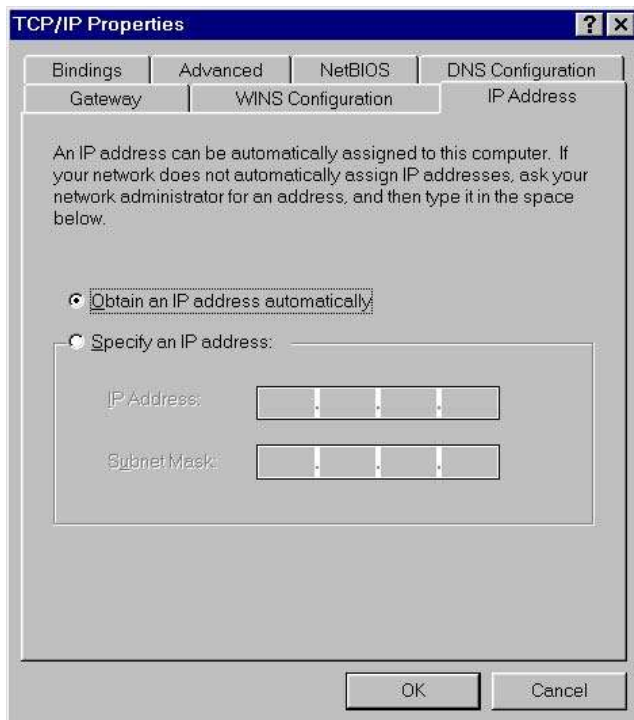 TCP/IP Properties
? X
Bindings Advanced NetBIOS DNS Configuration
Gateway WINS Configuration IP Address
An IP address can be automatically assigned to this computer. If
your network does not automatically assign IP addresses, ask your
network administrator for an address, and then type it in the space
below.
Obtain an IP address automatically
Specify an IP address:
IP Address:
. . .
Subnet Mask:
. . .
OK Cancel